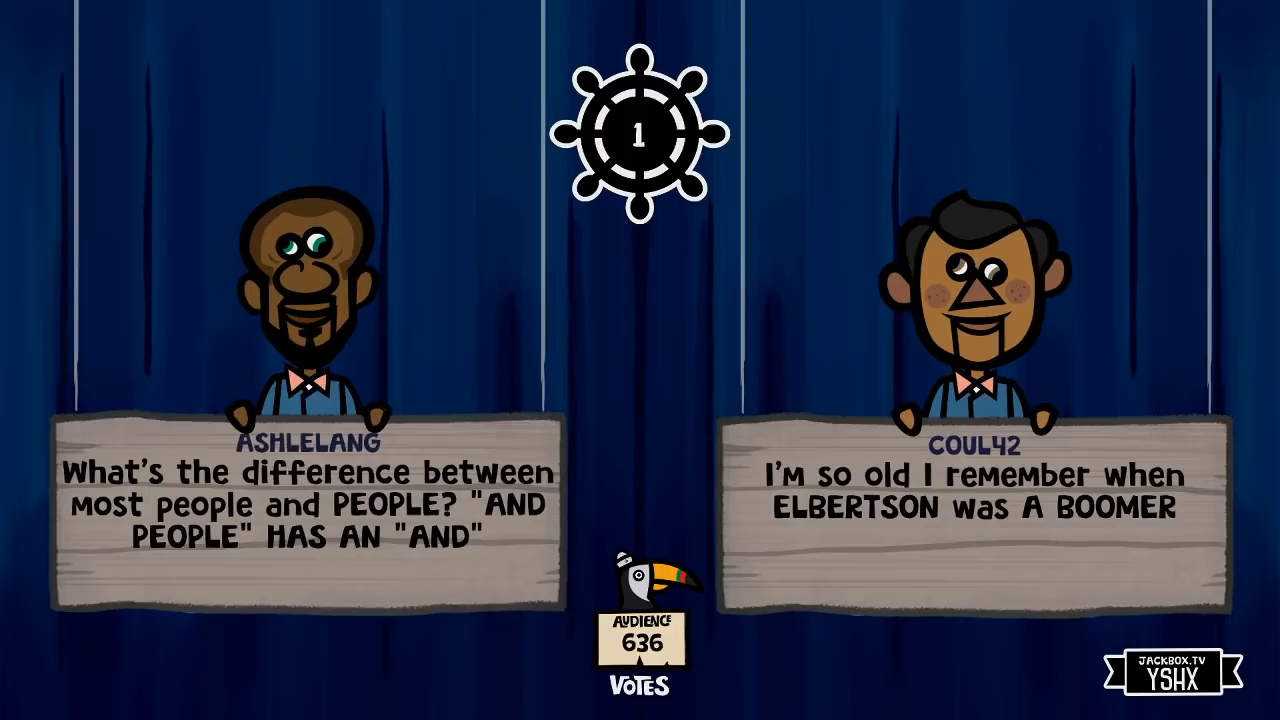 1
ASHLELANG
What's the difference between
most people and PEOPLE? "AND
PEOPLE" HAS AN "AND"
COUL42
I'M so old I remember when
ELBERTSON was A BOOMER
AUDIENCE
636
VOTES
JACKBOX.TV
YSHX